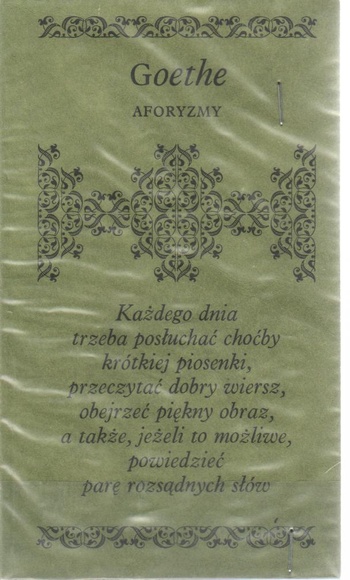 Goethe
AFORYZMY
Każdego dnia
trzeba posłuchać choćby
krótkiej piosenki,
przeczytać dobry wiersz,
obejrzeć piękny obraz,
a także, jeżeli to możliwe,
powiedzieć
parę rozsądnych słów